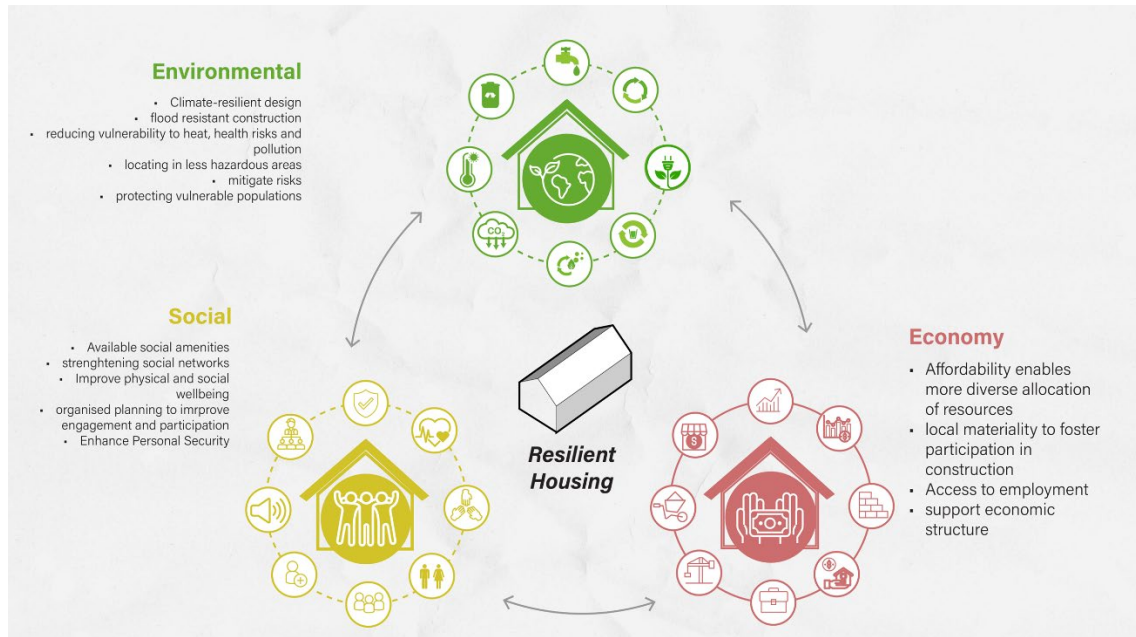 Environmental
• Climate-resilient design
• flood resistant construction
• reducing vulnerability to heat, health risks and
pollution
• locating in less hazardous areas
• mitigate risks
• protecting vulnerable populations
CO₂
Social
• Available social amenities
• strenghtening social networks
• Improve physical and social
wellbeing
• organised planning to imrprove
engagement and participation
• Enhance Personal Security
Resilient
Housing
Economy
• Affordability enables
more diverse allocation
of resources
• local materiality to foster
participation in
construction
• Access to employment
• support economic
structure
$